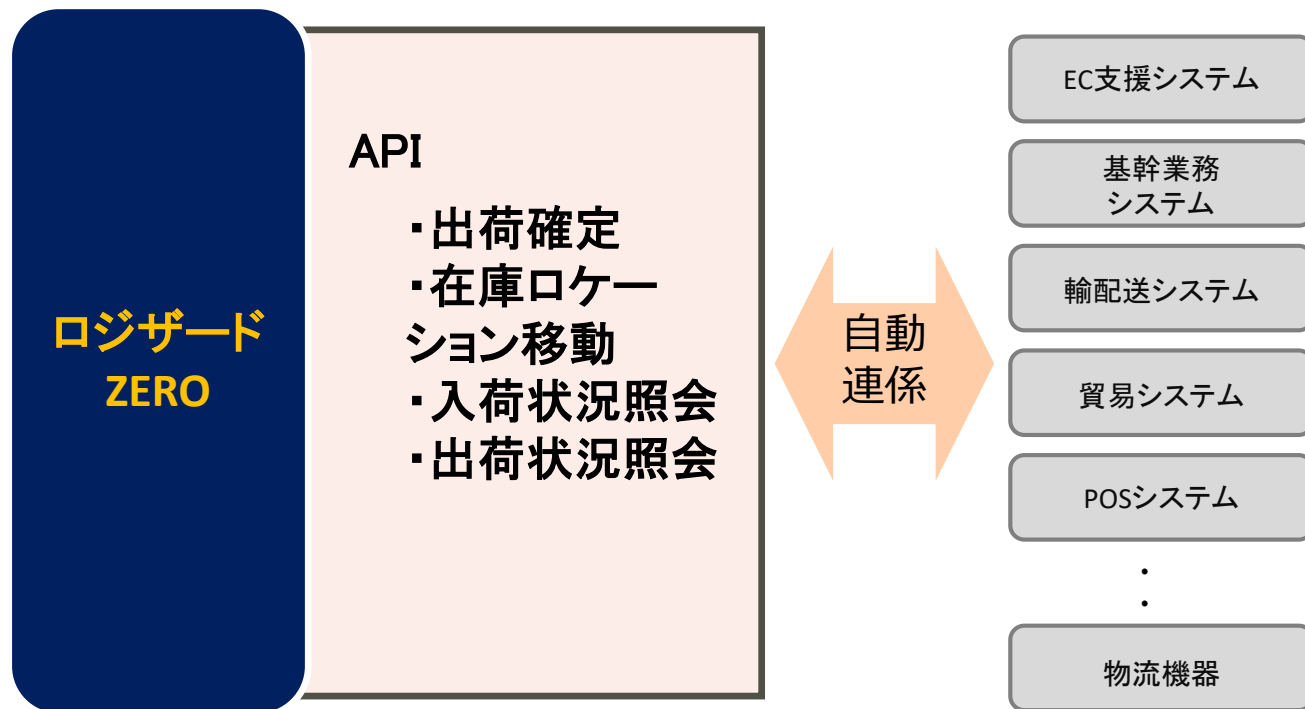 ロジザード
ZERO
API
・出荷確定
・在庫ロケー
ション移動
・入荷状況照会
・出荷状況照会
自動
連係
EC支援システム
基幹業務
システム
輸配送システム
貿易システム
POSシステム
・
・
物流機器